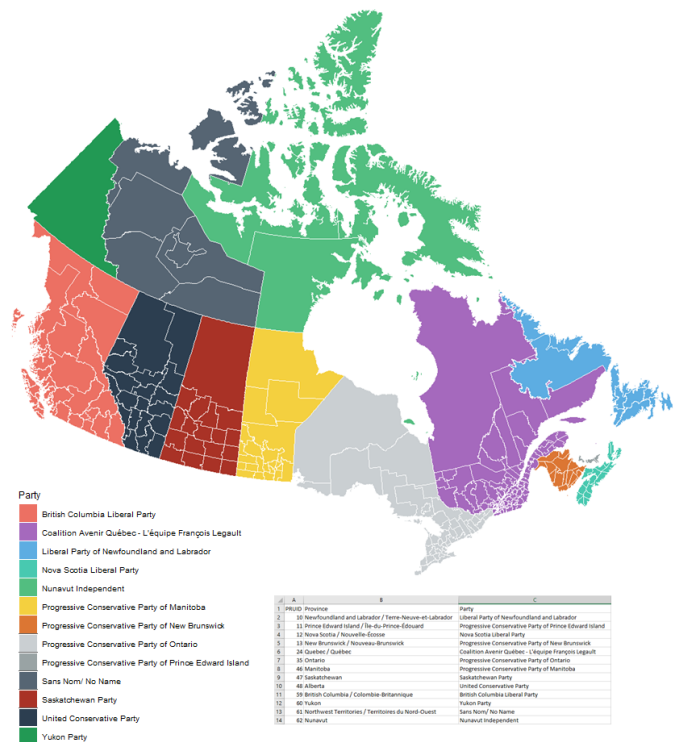 Party
British Columbia Liberal Party
Coalition Avenir Québec - L'équipe François Legault
Liberal Party of Newfoundland and Labrador
Nova Scotia Liberal Party
Nunavut Independent
Progressive Conservative Party of Manitoba
Progressive Conservative Party of New Brunswick
Progressive Conservative Party of Ontario
Progressive Conservative Party of Prince Edward Island
Sans Nom/ No Name
Saskatchewan Party
United Conservative Party
Yukon Party
A B C
1 PRUID Province Party
2 10 Newfoundland and Labrador / Terre-Neuve-et-Labrador Liberal Party of Newfoundland and Labrador
3 11 Prince Edward Island / Île-du-Prince-Édouard Progressive Conservative Party of Prince Edward Island
4 12 Nova Scotia / Nouvelle-Écosse Nova Scotia Liberal Party
5 13 New Brunswick / Nouveau-Brunswick Progressive Conservative Party of New Brunswick
6 24 Quebec / Québec Coalition Avenir Québec - L'équipe François Legault
7 35 Ontario Progressive Conservative Party of Ontario
8 46 Manitoba Progressive Conservative Party of Manitoba
9 47 Saskatchewan Saskatchewan Party
10 48 Alberta United Conservative Party
11 59 British Columbia / Colombie-Britannique British Columbia Liberal Party
12 60 Yukon Yukon Party
13 61 Northwest Territories / Territoires du Nord-Ouest Sans Nom/ No Name
14 62 Nunavut Nunavut Independent